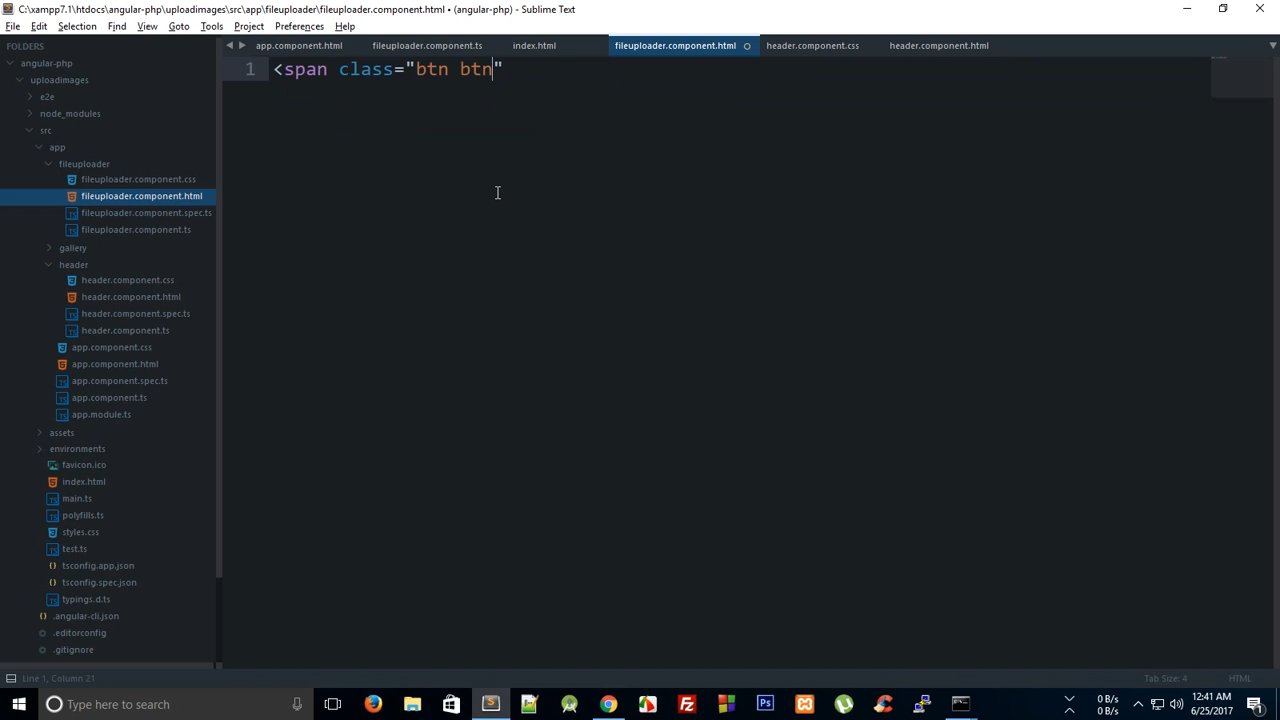 C:\xampp7.1\htdocs\angular-php\uploadimages\src\app\fileuploader\fileuploader.component.html • (angular-php) - Sublime Text
File Edit Selection Find View Goto Tools Project Preferences Help
FOLDERS
app.component.html fileuploader.component.ts index.html fileuploader.component.html header.component.css header.component.html
angular-php
uploadimages
e2e
node_modules
src
app
fileuploader
fileuploader.component.css
fileuploader.component.html
fileuploader.component.spec.ts
fileuploader.component.ts
gallery
header
header.component.css
header.component.html
header.component.spec.ts
header.component.ts
app.component.css
app.component.html
app.component.spec.ts
app.component.ts
app.module.ts
assets
environments
favicon.ico
index.html
main.ts
polyfills.ts
styles.css
test.ts
tsconfig.app.json
tsconfig.spec.json
typings.d.ts
.angular-cli.json
.editorconfig
.gitignore
1 <span class="btn btn"
Line 1, Column 21 Tab Size: 4 HTML
Type here to search
0 B/s
0 B/s
12:41 AM
6/25/2017